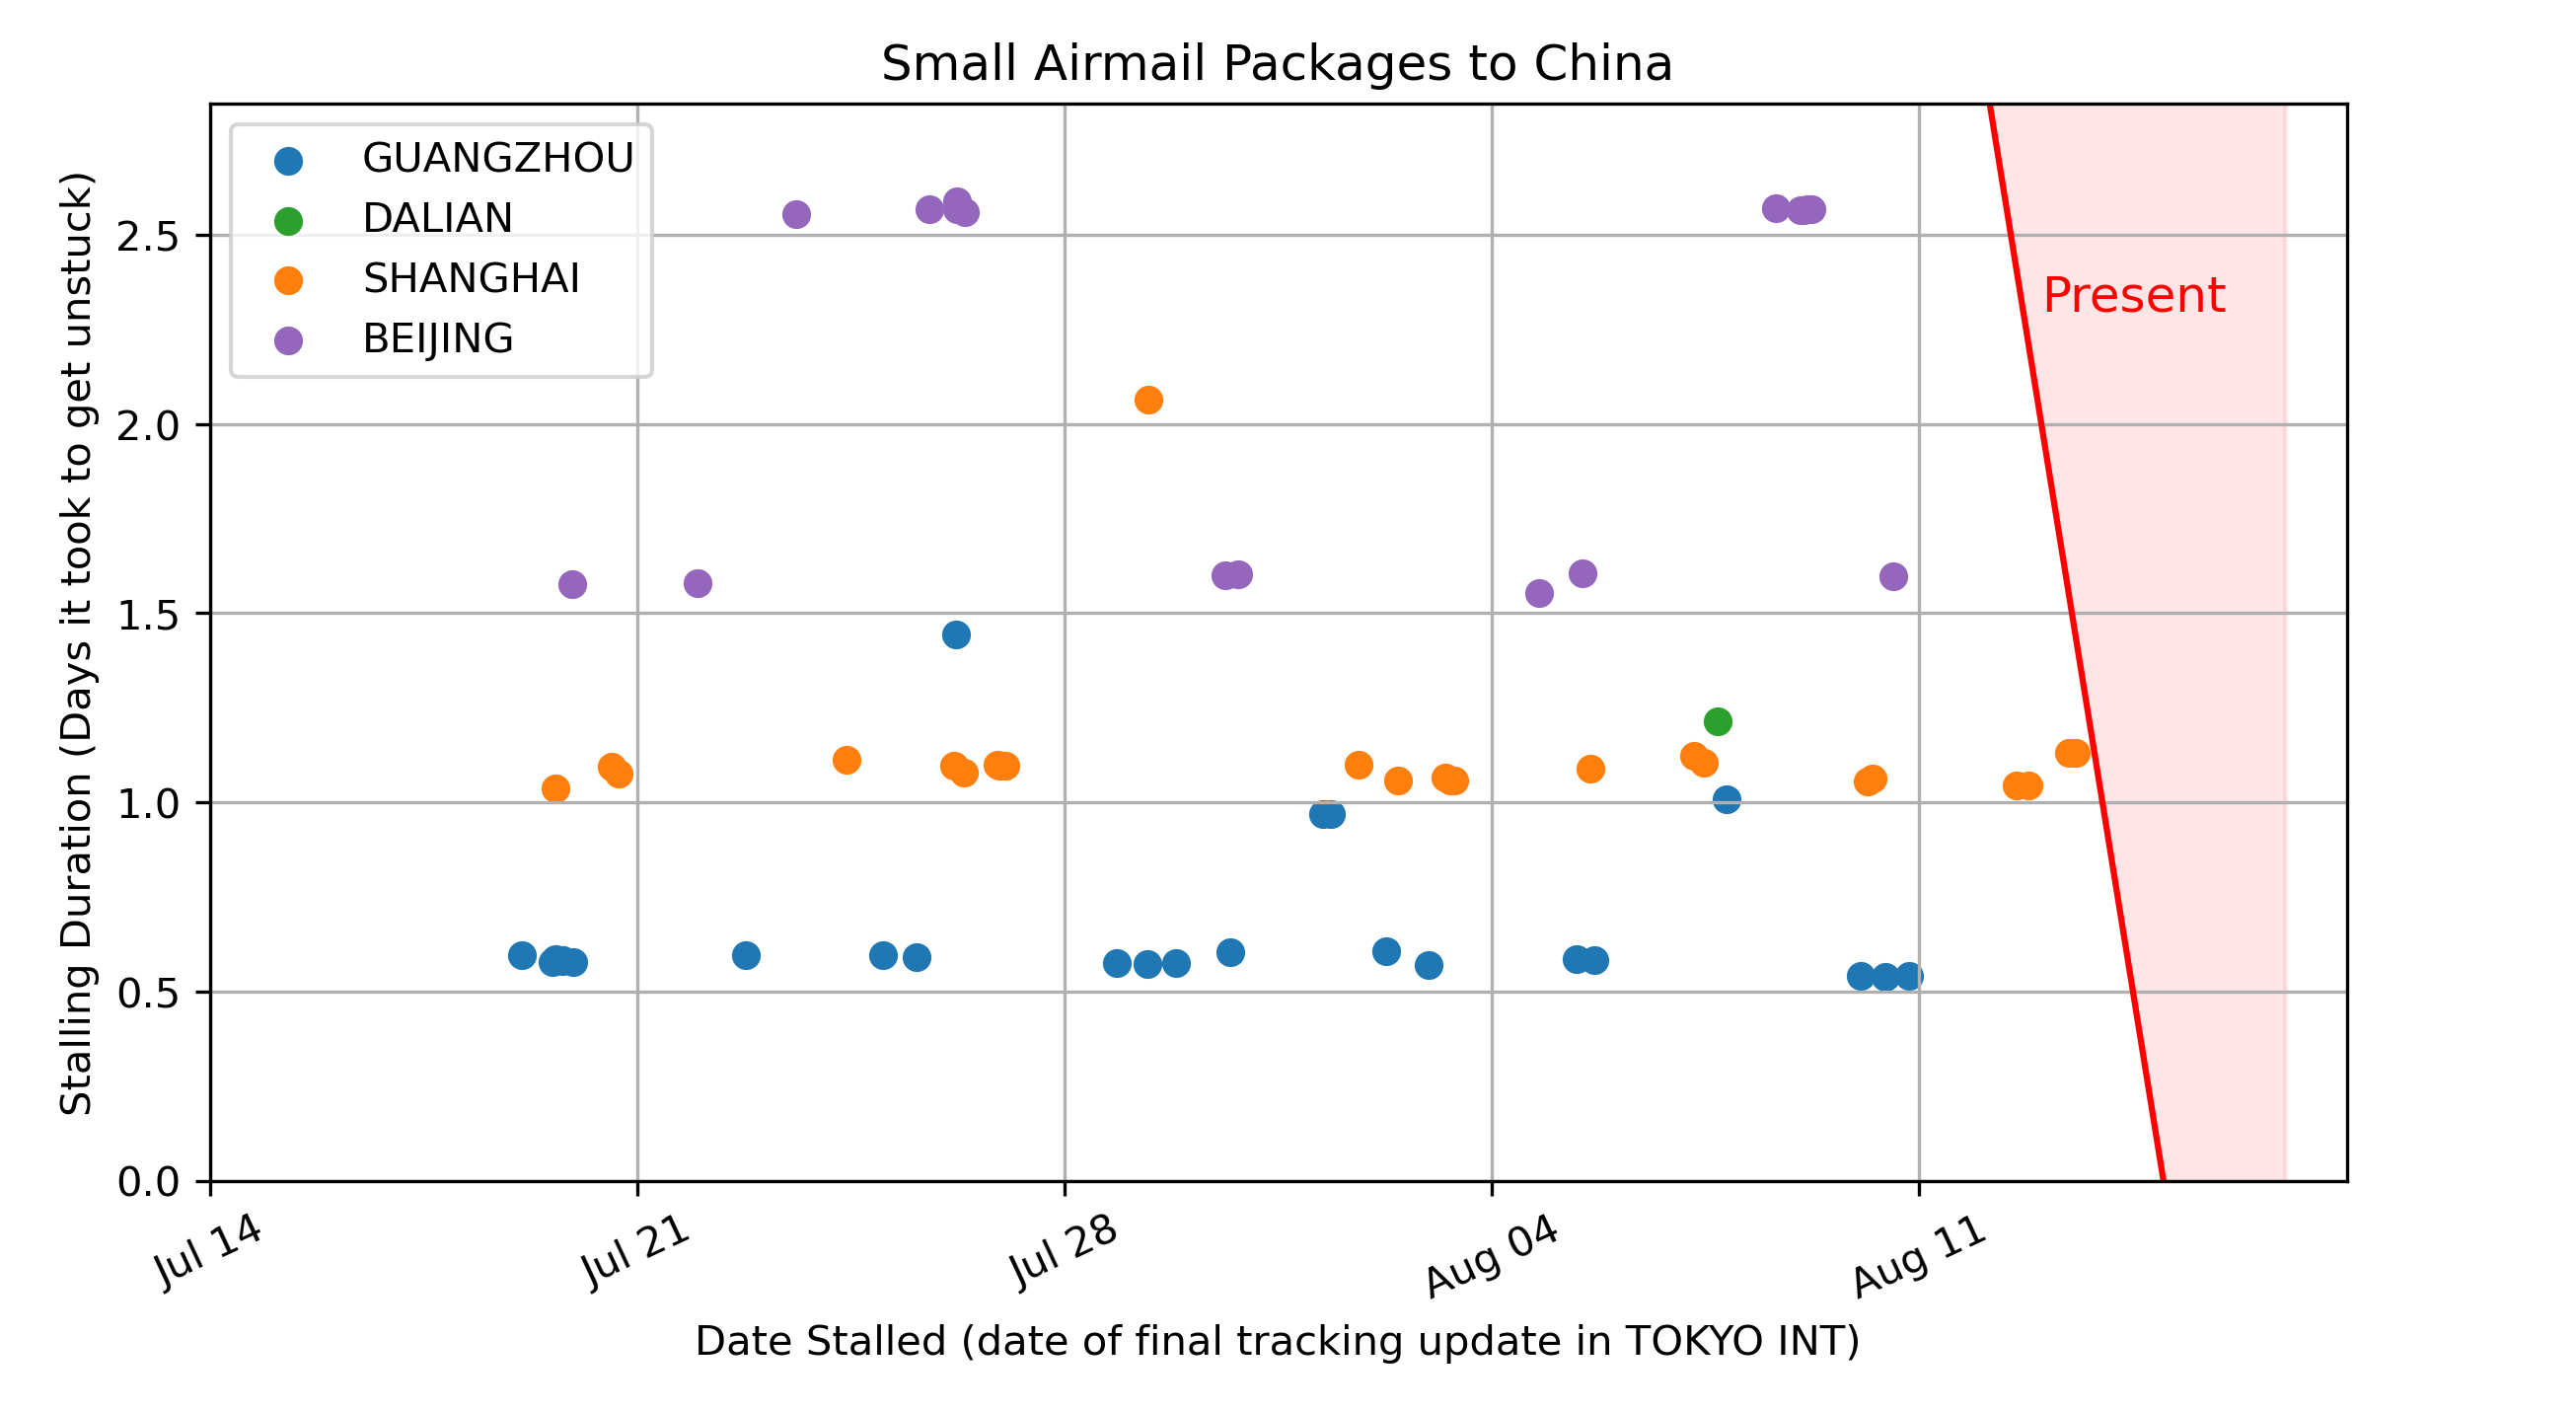 Small Airmail Packages to China
GUANGZHOU
DALIAN
SHANGHAI
BEIJING
Present
Stalling Duration (Days it took to get unstuck)
2.5
2.0
1.5
1.0
0.5
0.0
Jul 14
Jul 21
Jul 28
Aug 04
Aug 11
Date Stalled (date of final tracking update in TOKYO INT)